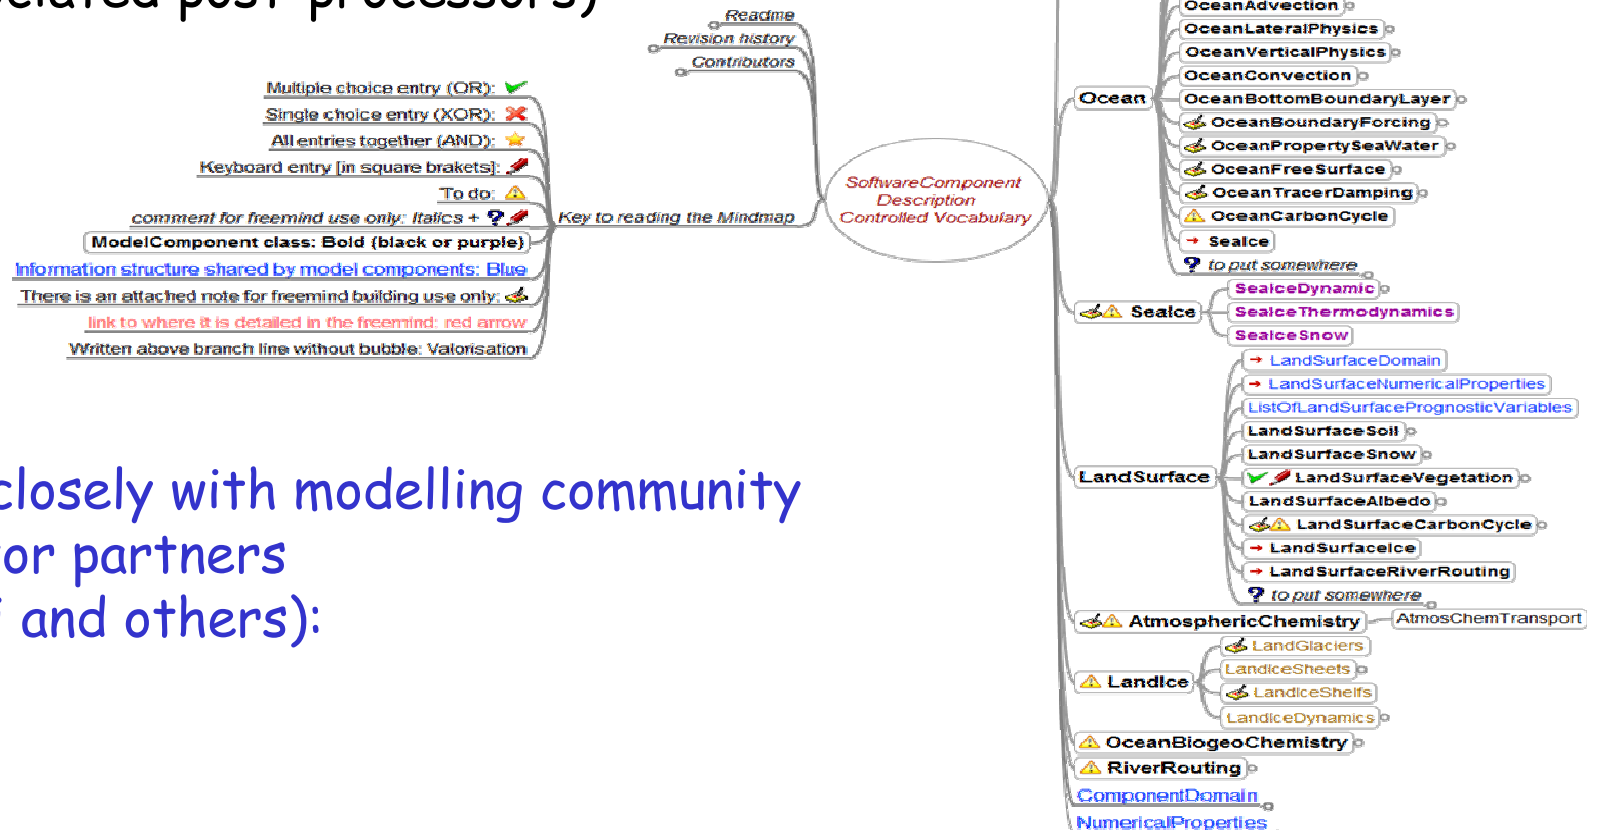 post-processors)
Readme
Revision history
Contributors
Multiple choice entry (OR):
Single choice entry (XOR):
All entries together (AND):
Keyboard entry [in square brakets]:
To do:
comment for freemind use only: Italics +
ModelComponent class: Bold (black or purple)
Information structure shared by model components: Blue
There is an attached note for freemind building use only:
link to where it is detailed in the freemind: red arrow
Written above branch line without bubble: Valorisation
Key to reading the Mindmap
SoftwareComponent
Description
Controlled Vocabulary
closely with modelling community
partners
and others):
Ocean
OceanAdvection
OceanLateralPhysics
OceanVerticalPhysics
OceanConvection
OceanBottomBoundaryLayer
OceanBoundaryForcing
OceanPropertySeaWater
OceanFreeSurface
OceanTracerDamping
OceanCarbonCycle
SeaIce
to put somewhere
SeaIce
SeaIceDynamic
SeaIceThermodynamics
SeaIceSnow
LandSurface
LandSurfaceDomain
LandSurfaceNumericalProperties
ListOfLandSurfacePrognosticVariables
LandSurfaceSoil
LandSurfaceSnow
LandSurfaceVegetation
LandSurfaceAlbedo
LandSurfaceCarbonCycle
LandSurfaceIce
LandSurfaceRiverRouting
to put somewhere
AtmosphericChemistry
AtmosChemTransport
LandIce
LandGlaciers
LandIceSheets
LandIceShelfs
LandIceDynamics
OceanBiogeoChemistry
RiverRouting
ComponentDomain
NumericalProperties